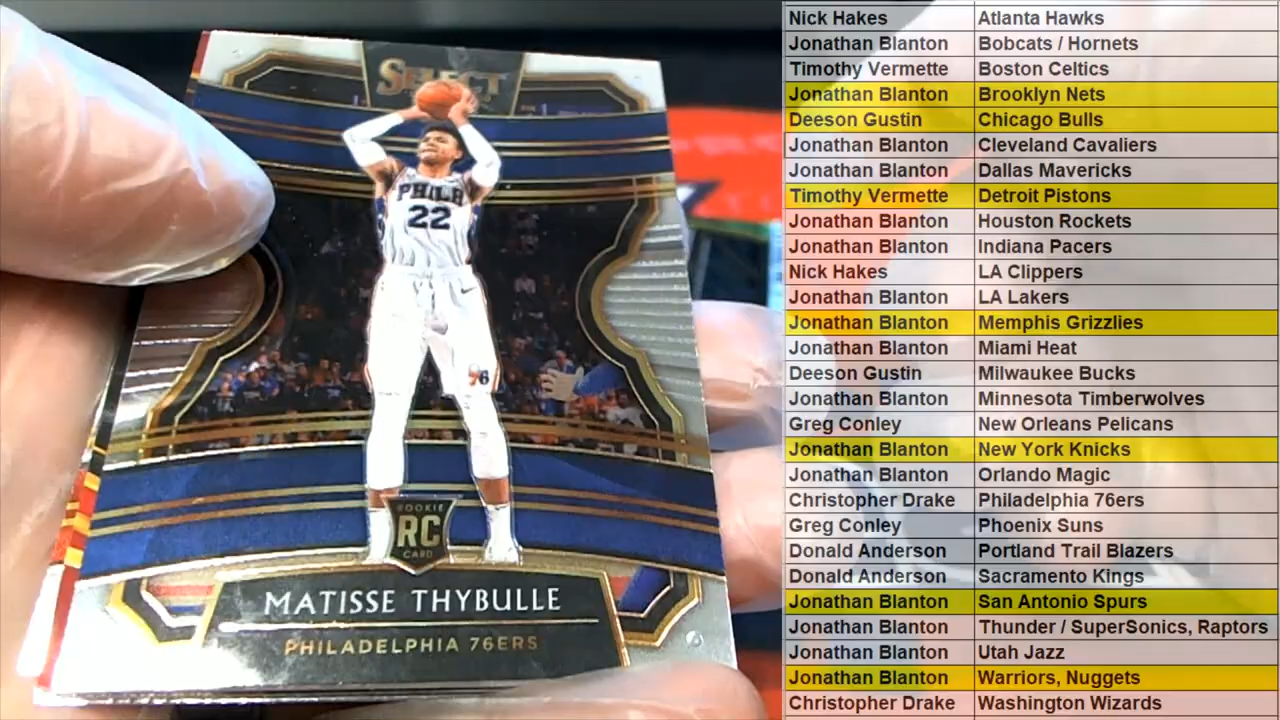 SELECT
PHILA
22
76
ROOKIE
RC
CARD
MATISSE THYBULLE
PHILADELPHIA 76ERS
Nick Hakes Atlanta Hawks
Jonathan Blanton Bobcats / Hornets
Timothy Vermette Boston Celtics
Jonathan Blanton Brooklyn Nets
Deeson Gustin Chicago Bulls
Jonathan Blanton Cleveland Cavaliers
Jonathan Blanton Dallas Mavericks
Timothy Vermette Detroit Pistons
Jonathan Blanton Houston Rockets
Jonathan Blanton Indiana Pacers
Nick Hakes LA Clippers
Jonathan Blanton LA Lakers
Jonathan Blanton Memphis Grizzlies
Jonathan Blanton Miami Heat
Deeson Gustin Milwaukee Bucks
Jonathan Blanton Minnesota Timberwolves
Greg Conley New Orleans Pelicans
Jonathan Blanton New York Knicks
Jonathan Blanton Orlando Magic
Christopher Drake Philadelphia 76ers
Greg Conley Phoenix Suns
Donald Anderson Portland Trail Blazers
Donald Anderson Sacramento Kings
Jonathan Blanton San Antonio Spurs
Jonathan Blanton Thunder / SuperSonics, Raptors
Jonathan Blanton Utah Jazz
Jonathan Blanton Warriors, Nuggets
Christopher Drake Washington Wizards